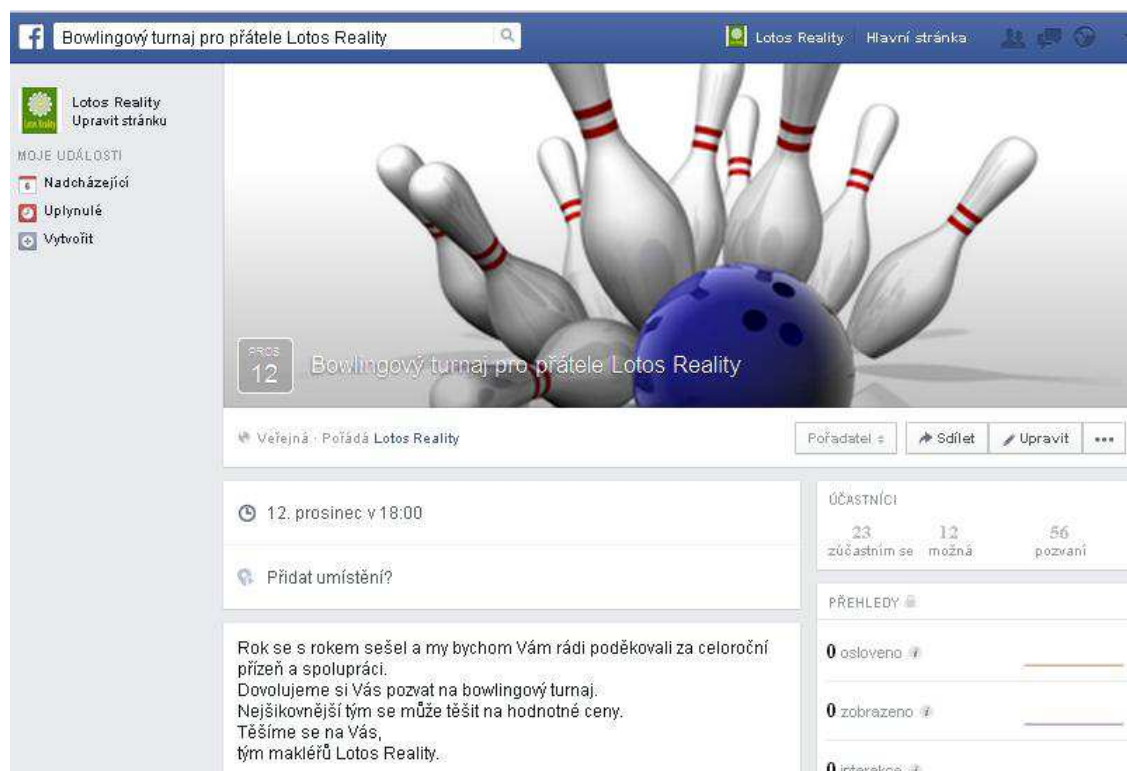 Bowlingový turnaj pro přátele Lotos Reality
Lotos Reality
Hlavní stránka
Lotos Reality
Upravit stránku
MOJE UDÁLOSTI
6
Nadcházející
Uplynulé
Vytvořit
PROS
12
Bowlingový turnaj pro přátele Lotos Reality
Veřejná · Pořádá Lotos Reality
Pořadatel
Sdílet
Upravit
12. prosinec v 18:00
Přidat umístění?
Rok se s rokem sešel a my bychom Vám rádi poděkovali za celoroční
přízeň a spolupráci.
Dovolujeme si Vás pozvat na bowlingový turnaj.
Nejšikovnější tým se může těšit na hodnotné ceny.
Těšíme se na Vás,
tým makléřů Lotos Reality.
ÚČASTNÍCI
23 12 56
zúčastním se možná pozvaní
PŘEHLEDY
0 osloveno
0 zobrazeno
0 interakce